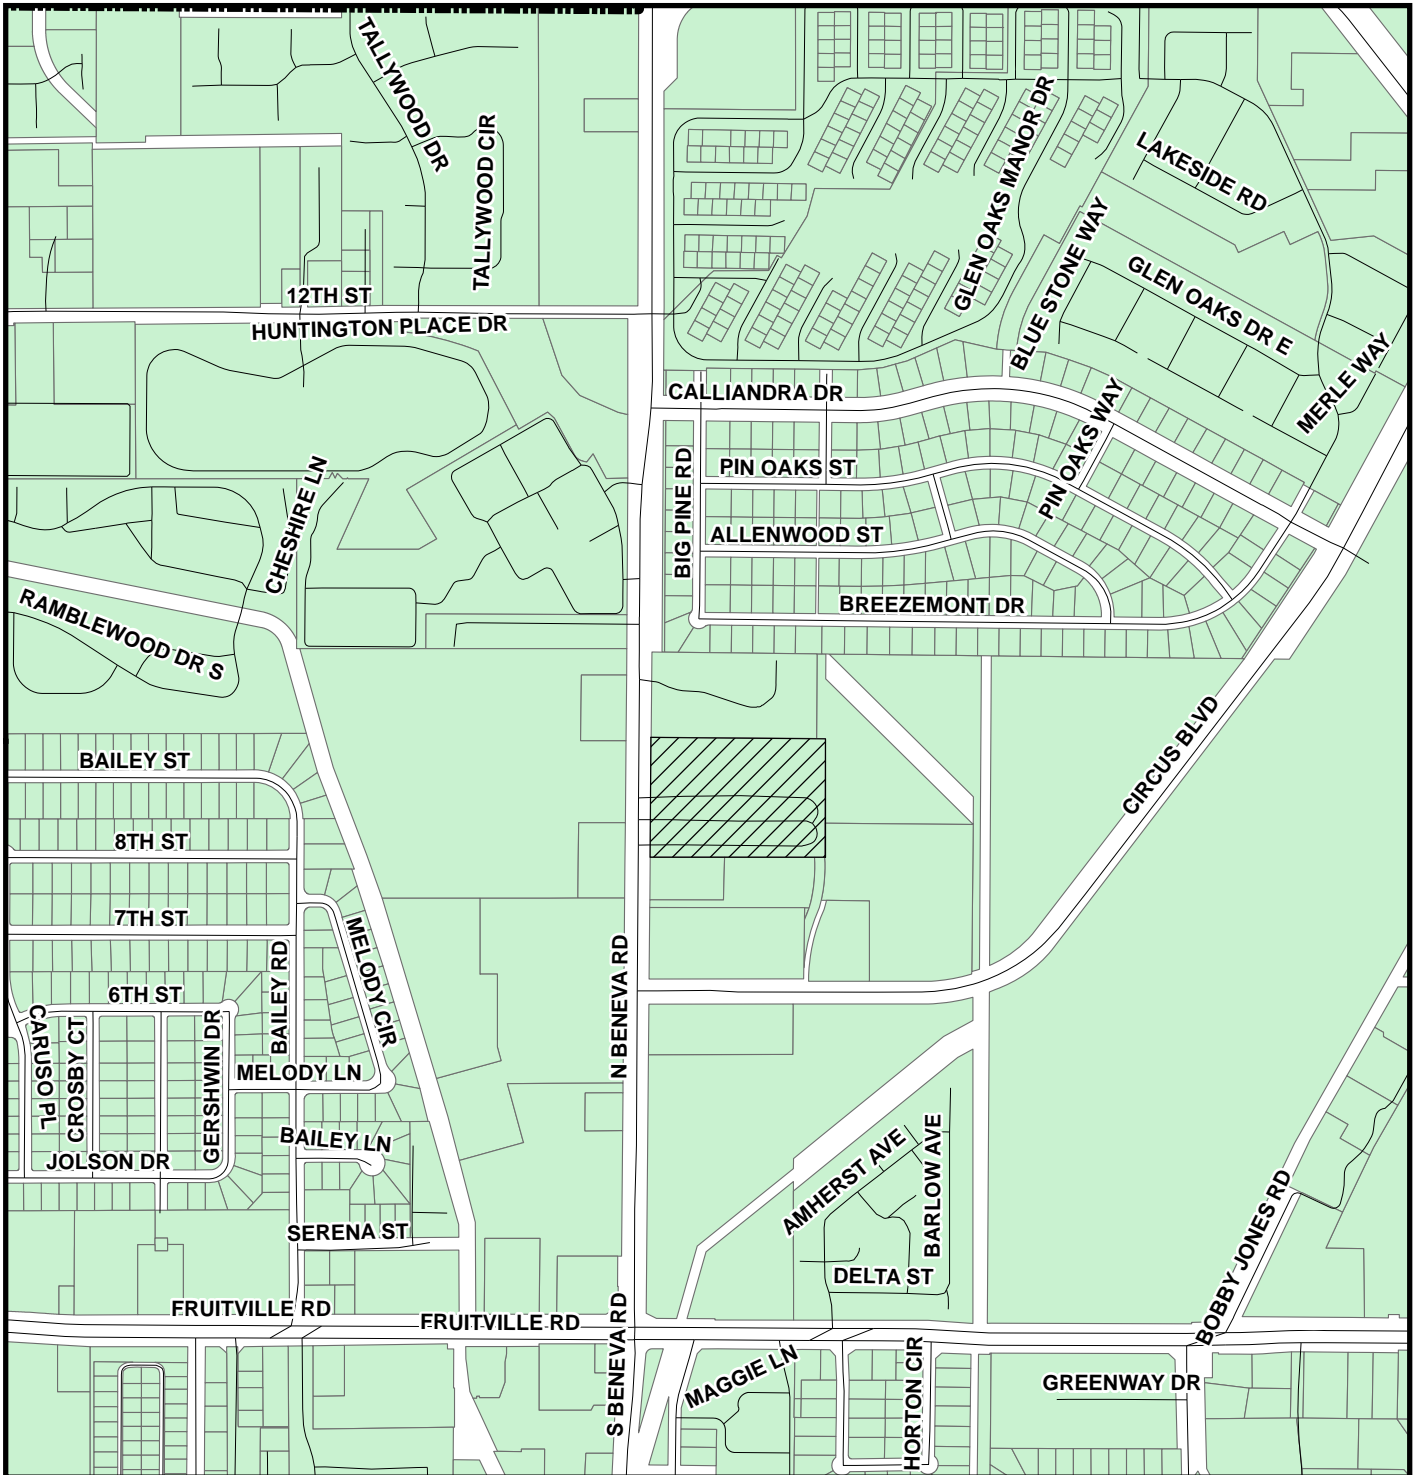 TALLYWOOD DR
TALLYWOOD CIR
GLEN OAKS MANOR DR
LAKESIDE RD
BLUE STONE WAY
GLEN OAKS DR E
MERLE WAY
12TH ST
HUNTINGTON PLACE DR
CALLIANDRA DR
PIN OAKS WAY
PIN OAKS ST
BIG PINE RD
ALLENWOOD ST
CHESHIRE LN
BREEZEMONT DR
RAMBLEWOOD DR S
CIRCUS BLVD
BAILEY ST
8TH ST
7TH ST
MELODY CIR
BAILEY RD
N BENEVA RD
6TH ST
CARUSO PL
CROSBY CT
GERSHWIN DR
MELODY LN
BAILEY LN
JOLSON DR
AMHERST AVE
BARLOW AVE
SERENA ST
DELTA ST
BOBBY JONES RD
FRUITVILLE RD
FRUITVILLE RD
S BENEVA RD
MAGGIE LN
HORTON CIR
GREENWAY DR